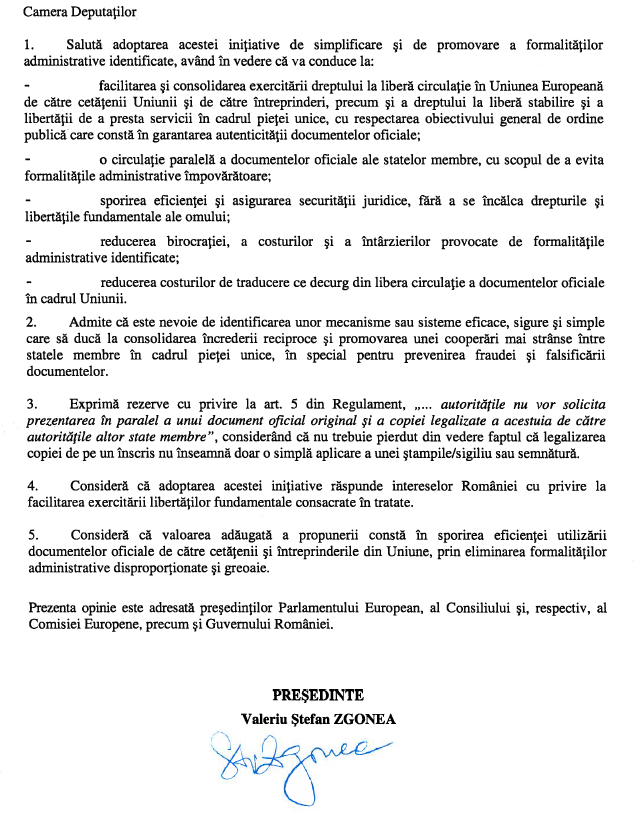 Camera Deputaţilor
1. Salută adoptarea acestei iniţiative de simplificare şi de promovare a formalităţilor
administrative identificate, având în vedere că va conduce la:
- facilitarea şi consolidarea exercitării dreptului la liberă circulaţie în Uniunea Europeană
de către cetăţenii Uniunii şi de către întreprinderi, precum şi a dreptului la liberă stabilire şi a
libertăţii de a presta servicii în cadrul pieţei unice, cu respectarea obiectivului general de ordine
publică care constă în garantarea autenticităţii documentelor oficiale;
- o circulaţie paralelă a documentelor oficiale ale statelor membre, cu scopul de a evita
formalităţile administrative împovărătoare;
- sporirea eficienţei şi asigurarea securităţii juridice, fără a se încălca drepturile şi
libertăţile fundamentale ale omului;
- reducerea birocraţiei, a costurilor şi a întârzierilor provocate de formalităţile
administrative identificate;
- reducerea costurilor de traducere ce decurg din libera circulaţie a documentelor oficiale
în cadrul Uniunii.
2. Admite că este nevoie de identificarea unor mecanisme sau sisteme eficace, sigure şi simple
care să ducă la consolidarea încrederii reciproce şi promovarea unei cooperări mai strânse între
statele membre în cadrul pieţei unice, în special pentru prevenirea fraudei şi falsificării
documentelor.
3. Exprimă rezerve cu privire la art. 5 din Regulament, „... autorităţile nu vor solicita
prezentarea în paralel a unui document oficial original şi a copiei legalizate a acestuia de către
autorităţile altor state membre”, considerând că nu trebuie pierdut din vedere faptul că legalizarea
copiei de pe un înscris nu înseamnă doar o simplă aplicare a unei ştampile/sigiliu sau semnătură.
4. Consideră că adoptarea acestei iniţiative răspunde intereselor României cu privire la
facilitarea exercitării libertăţilor fundamentale consacrate în tratate.
5. Consideră că valoarea adăugată a propunerii constă în sporirea eficienţei utilizării
documentelor oficiale de către cetăţenii şi întreprinderile din Uniune, prin eliminarea formalităţilor
administrative disproporţionate şi greoaie.
Prezenta opinie este adresată preşedinţilor Parlamentului European, al Consiliului şi, respectiv, al
Comisiei Europene, precum şi Guvernului României.
PREŞEDINTE
Valeriu Ştefan ZGONEA